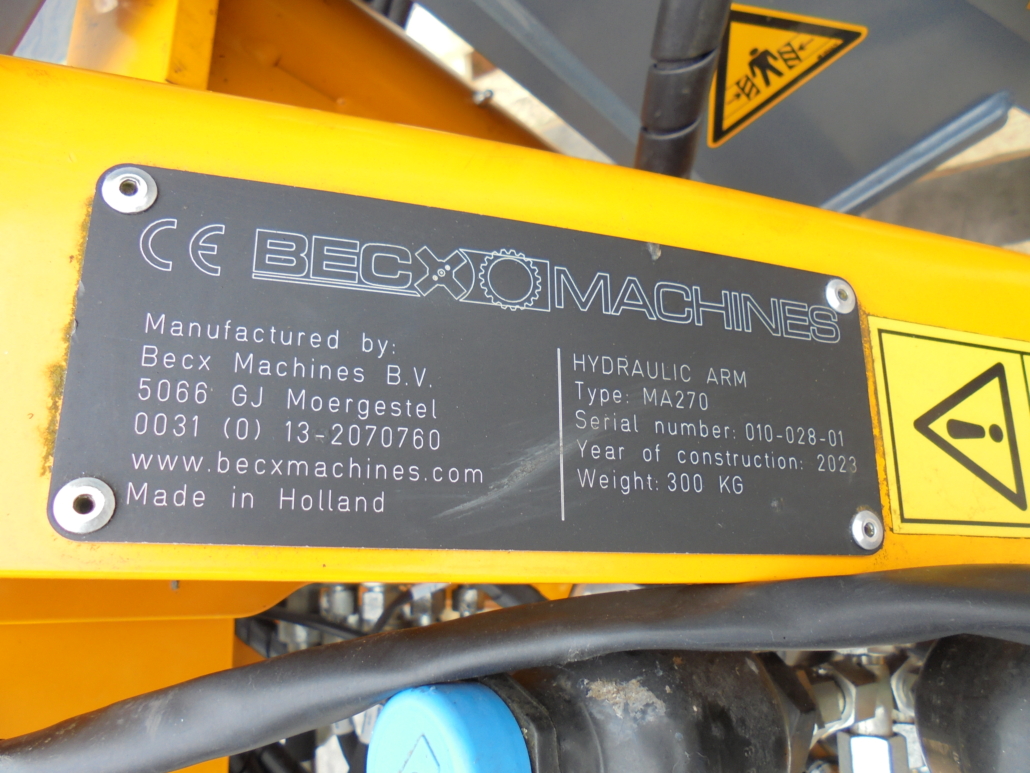 CE BECX MACHINES
Manufactured by:
Becx Machines B.V.
5066 GJ Moergestel
0031 (0) 13-2070760
www.becxmachines.com
Made in Holland
HYDRAULIC ARM
Type: MA270
Serial number: 010-028-01
Year of construction: 2023
Weight: 300 KG